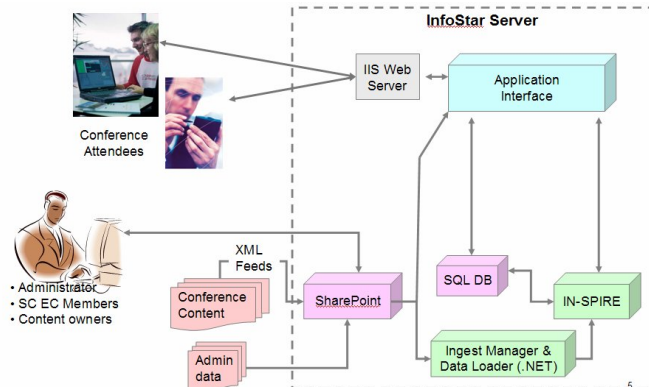 InfoStar Server
IIS Web
Server
Application
Interface
Conference
Attendees
XML
Feeds
• Administrator
• SC EC Members
• Content owners
Conference
Content
SharePoint
SQL DB
IN-SPIRE
Admin
data
Ingest Manager &
Data Loader (.NET)
5